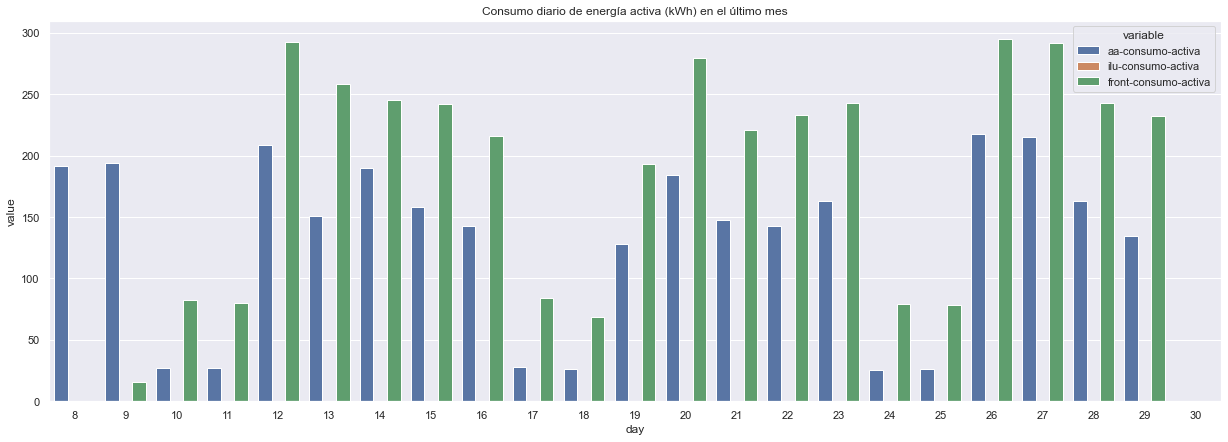 Consumo diario de energía activa (kWh) en el último mes
variable
aa-consumo-activa
ilu-consumo-activa
front-consumo-activa
300
250
200
150
100
50
0
value
8 9 10 11 12 13 14 15 16 17 18 19 20 21 22 23 24 25 26 27 28 29 30
day